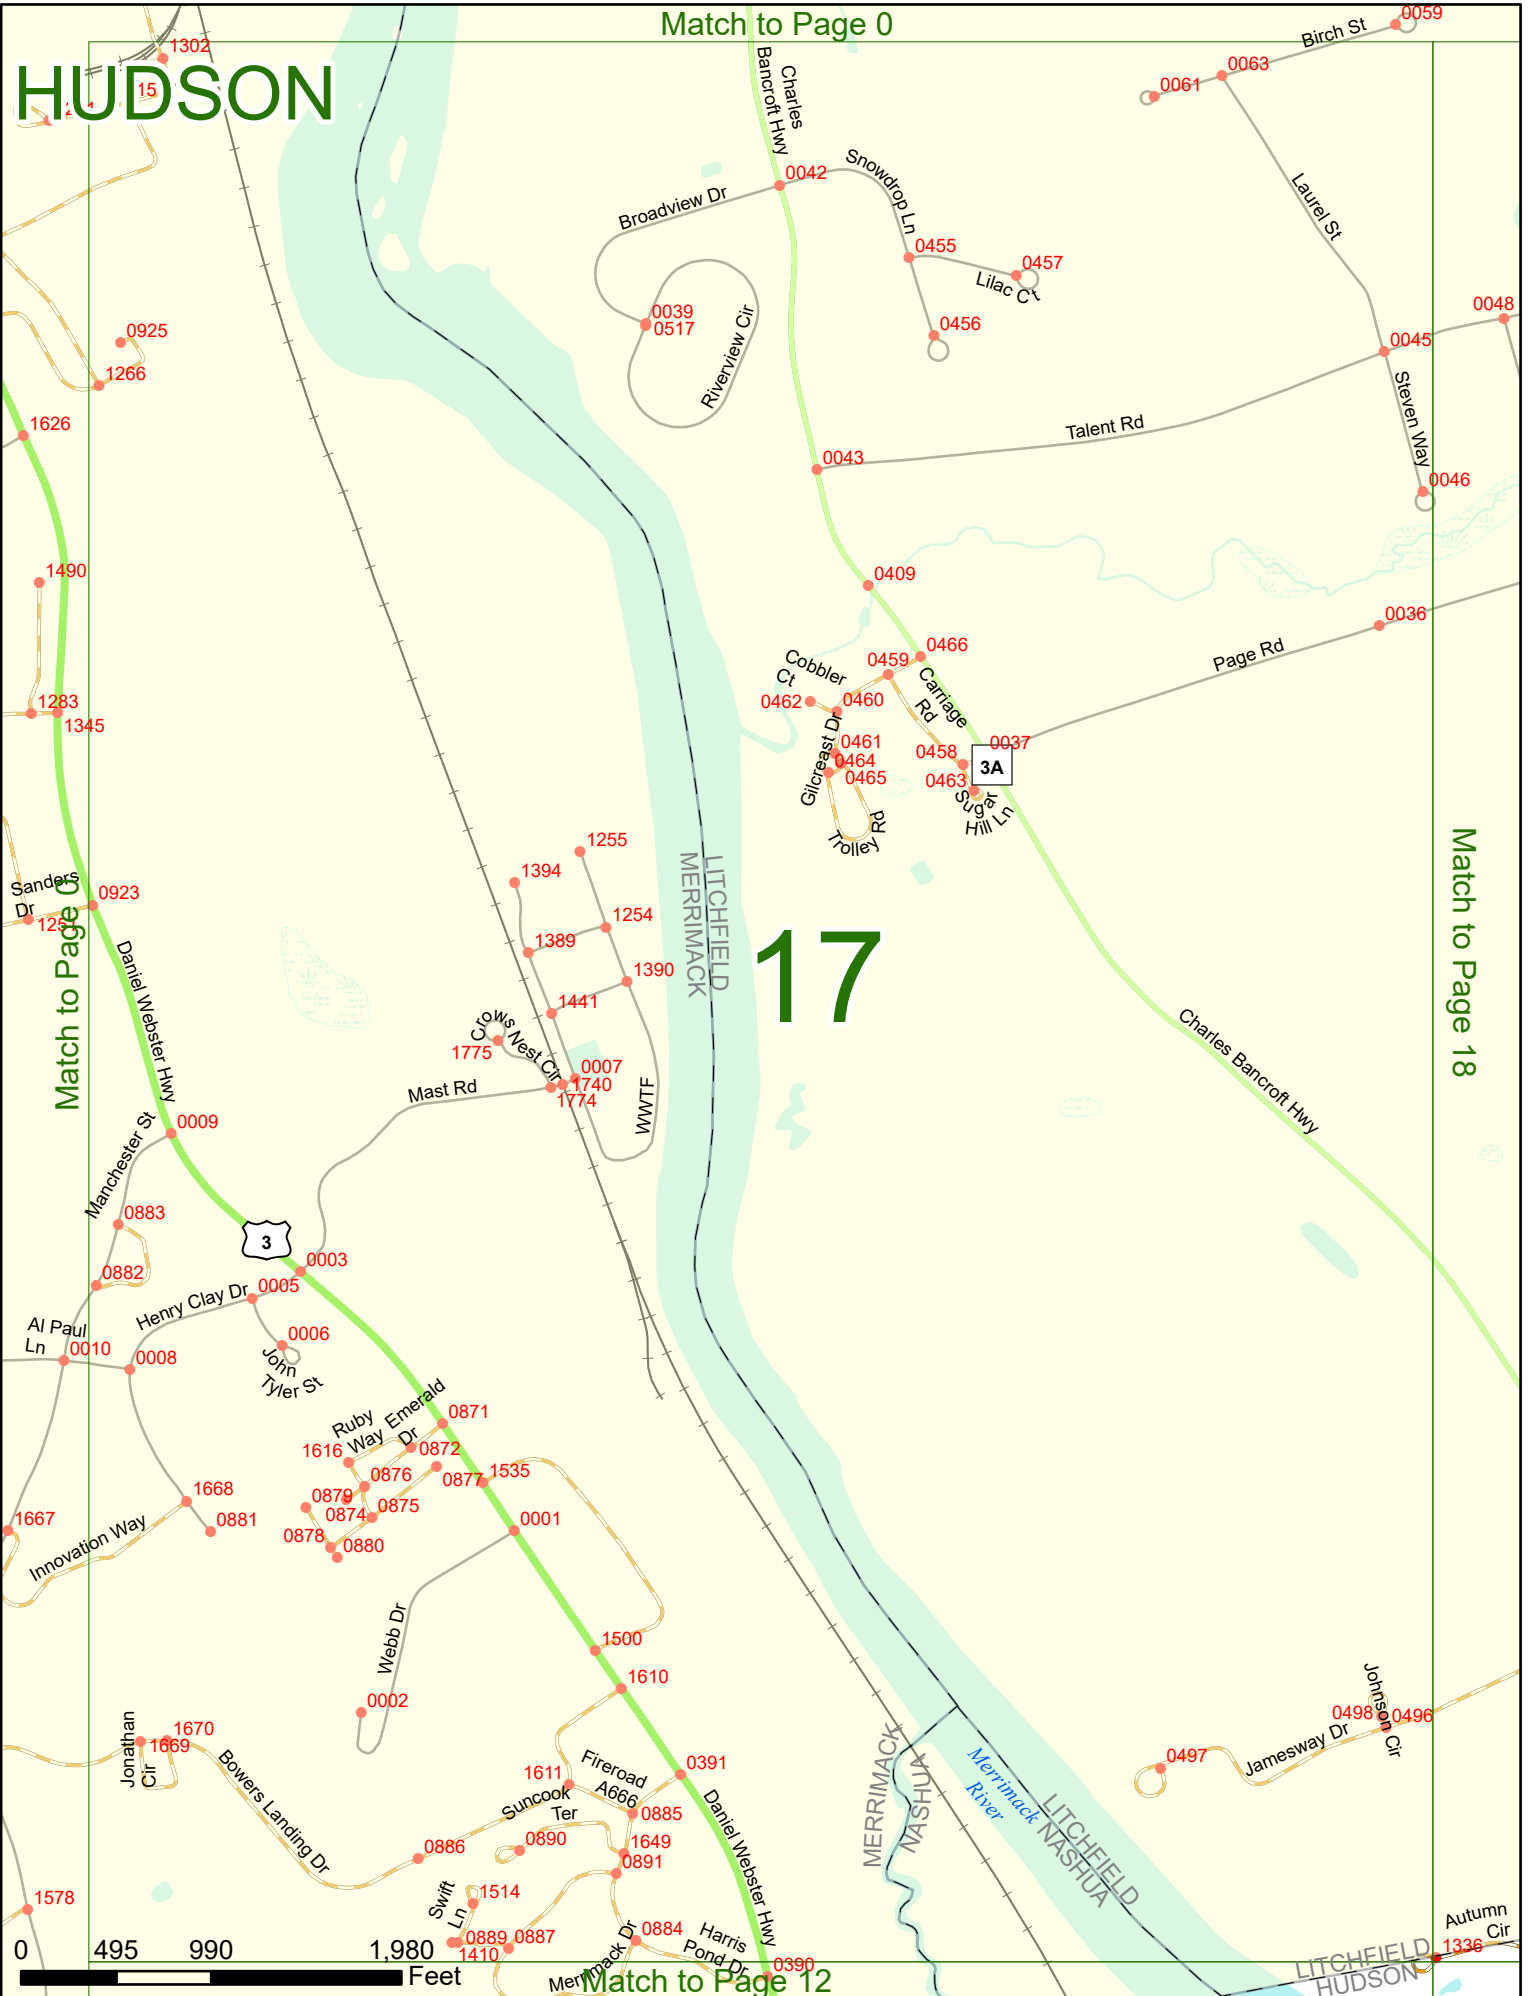 Match to Page 0
HUDSON
1302
15
0059
Birch St
0063
0061
Charles
Bancroft Hwy
0042
Snowdrop Ln
Broadview Dr
Laurel St
0455
0457
Lilac Ct
0456
0039
0517
Riverview Cir
0048
0045
Steven Way
0925
1266
1626
Talent Rd
0043
0046
1490
0409
0036
Page Rd
0466
0459
Cobbler
Ct
Carriage
Rd
0462
0460
1283
1345
Gilcreast Dr
0461
0464
0465
0458
0037
3A
0463
Sugar
Hill Ln
Trolley Rd
1255
1394
Sanders
Dr
0923
1251
1254
1389
1390
Match to Page 0
Daniel Webster Hwy
LITCHFIELD
MERRIMACK
17
Match to Page 18
1441
Crows Nest Cir
1775
0007
1740
1774
Mast Rd
WWTF
Charles Bancroft Hwy
0009
Manchester St
0883
3
0003
0882
0005
Henry Clay Dr
Al Paul
Ln
0010
0008
0006
John
Tyler St
Ruby
Way
Emerald
Dr
0871
1616
0872
0876
0877
1535
0879
0874
0875
1668
0881
1667
0878
0880
0001
Innovation Way
Webb Dr
1500
1610
0002
Johnson Cir
0498
0496
Jonathan
Cir
1670
1669
Bowers Landing Dr
Fireroad
A666
0391
1611
Suncook
Ter
0885
MERRIMACK
NASHUA
Merrimack
River
0497
Jamesway Dr
LITCHFIELD
NASHUA
0886
0890
1649
0891
Daniel Webster Hwy
1578
Swift
Ln
1514
0889
1410
0887
0884
Merrimack Dr
Harris
Pond Dr
0390
Autumn
Cir
1336
LITCHFIELD
HUDSON
0 495 990 1,980
Feet
Match to Page 12